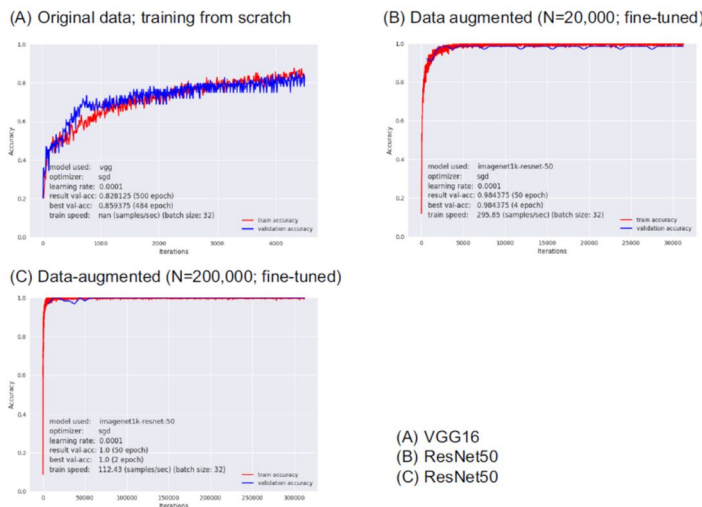 (A) Original data; training from scratch
1.0
0.8
0.6
0.4
0.2
0.0
Accuracy
model used: vgg
optimizer: sgd
learning rate: 0.0001
result val-acc: 0.828125 (500 epoch)
best val-acc: 0.859375 (484 epoch)
train speed: nan (samples/sec) (batch size: 32)
train accuracy
validation accuracy
0 1000 2000 3000 4000
Iterations
(B) Data augmented (N=20,000; fine-tuned)
1.0
0.8
0.6
0.4
0.2
0.0
Accuracy
model used: imagenet1k-resnet-50
optimizer: sgd
learning rate: 0.0001
result val-acc: 0.984375 (50 epoch)
best val-acc: 0.984375 (4 epoch)
train speed: 295.85 (samples/sec) (batch size: 32)
train accuracy
validation accuracy
0 5000 10000 15000 20000 25000 30000
Iterations
(C) Data-augmented (N=200,000; fine-tuned)
1.0
0.8
0.6
0.4
0.2
0.0
Accuracy
model used: imagenet1k-resnet-50
optimizer: sgd
learning rate: 0.0001
result val-acc: 1.0 (50 epoch)
best val-acc: 1.0 (2 epoch)
train speed: 112.43 (samples/sec) (batch size: 32)
train accuracy
validation accuracy
0 50000 100000 150000 200000 250000 300000
Iterations
(A) VGG16
(B) ResNet50
(C) ResNet50